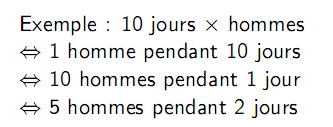 Exemple : 10 jours × hommes
⇔ 1 homme pendant 10 jours
⇔ 10 hommes pendant 1 jour
⇔ 5 hommes pendant 2 jours